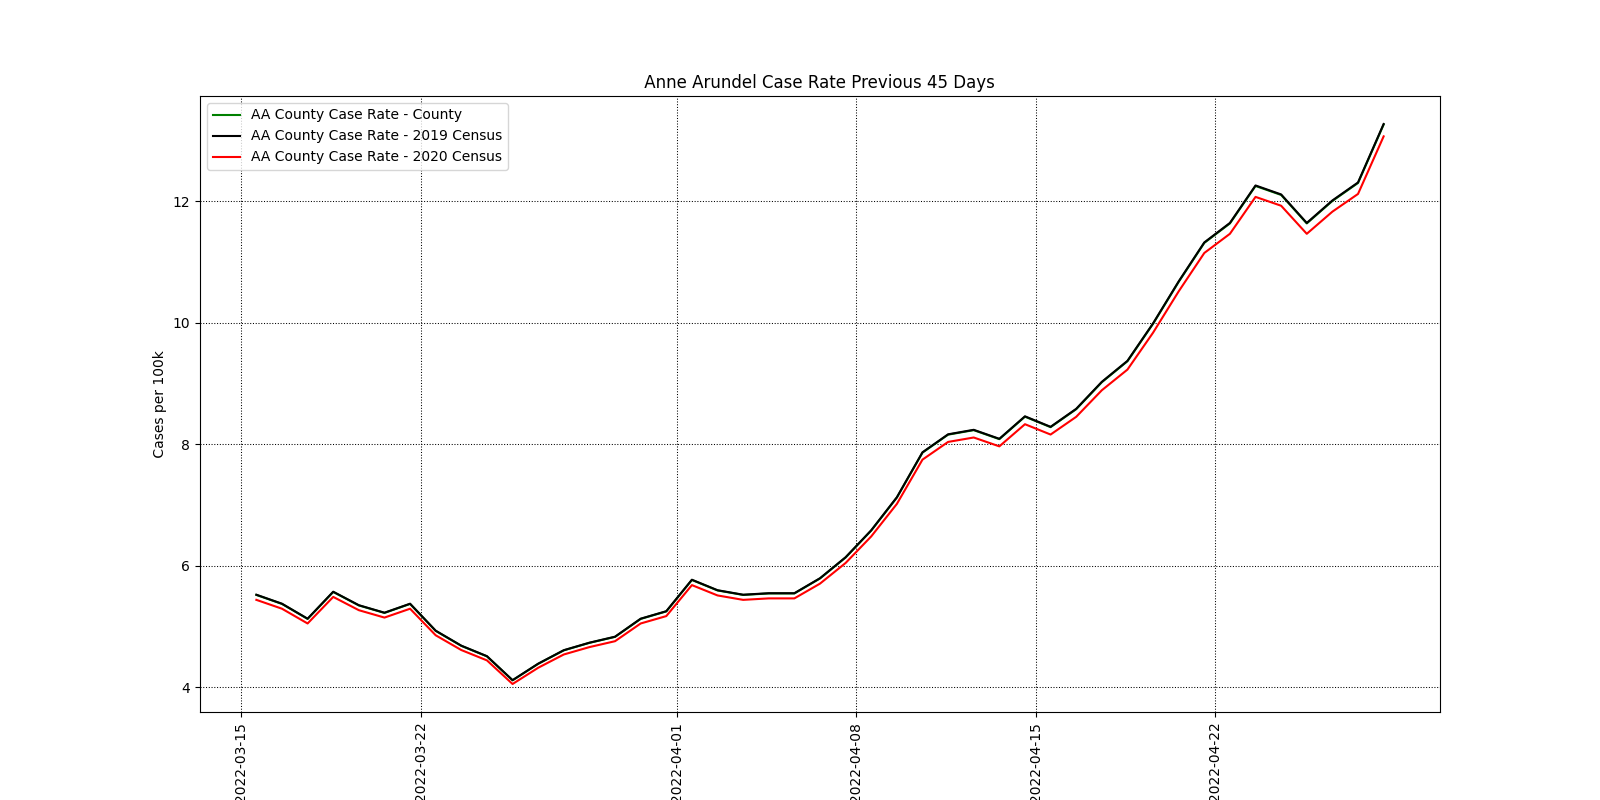 Anne Arundel Case Rate Previous 45 Days
AA County Case Rate - County
AA County Case Rate - 2019 Census
AA County Case Rate - 2020 Census
Cases per 100k
12
10
8
6
4
2022-03-15
2022-03-22
2022-04-01
2022-04-08
2022-04-15
2022-04-22